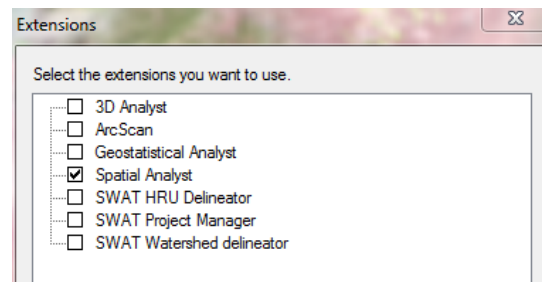 Extensions
Select the extensions you want to use.
3D Analyst
ArcScan
Geostatistical Analyst
Spatial Analyst
SWAT HRU Delineator
SWAT Project Manager
SWAT Watershed delineator